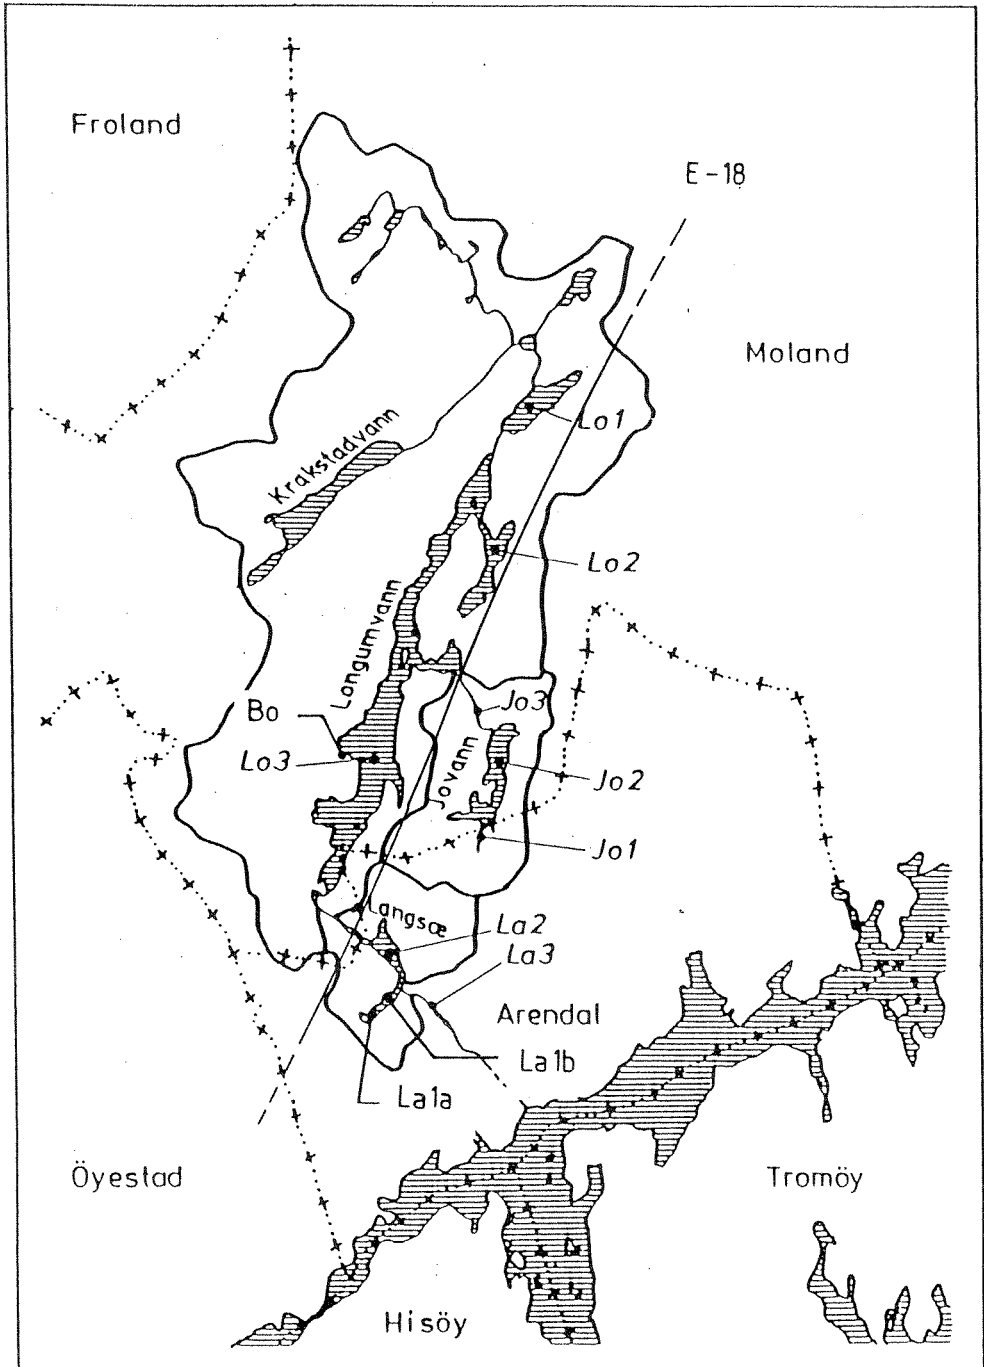 Froland
E-18
Moland
Lo1
Krakstadvann
Lo2
Longumvann
Bo
Jo3
Lo3
Jovann
Jo2
Jo1
Langsæ
La2
La3
Arendal
La1b
La1a
Öyestad
Tromöy
Hisöy